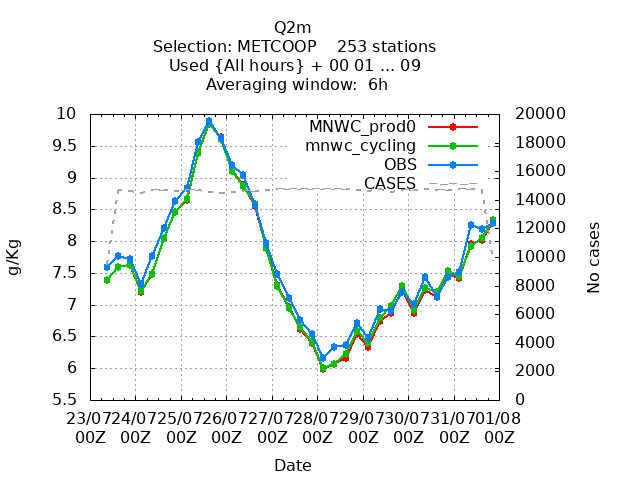 Q2m
Selection: METCOOP    253 stations
Used {All hours} + 00 01 ... 09
Averaging window:  6h
MNWC_prod0
mnwc_cycling
OBS
CASES
g/Kg
10
9.5
9
8.5
8
7.5
7
6.5
6
5.5
20000
18000
16000
14000
12000
10000
8000
6000
4000
2000
0
No cases
23/07 24/07 25/07 26/07 27/07 28/07 29/07 30/07 31/07 01/08
00Z 00Z 00Z 00Z 00Z 00Z 00Z 00Z 00Z 00Z
Date